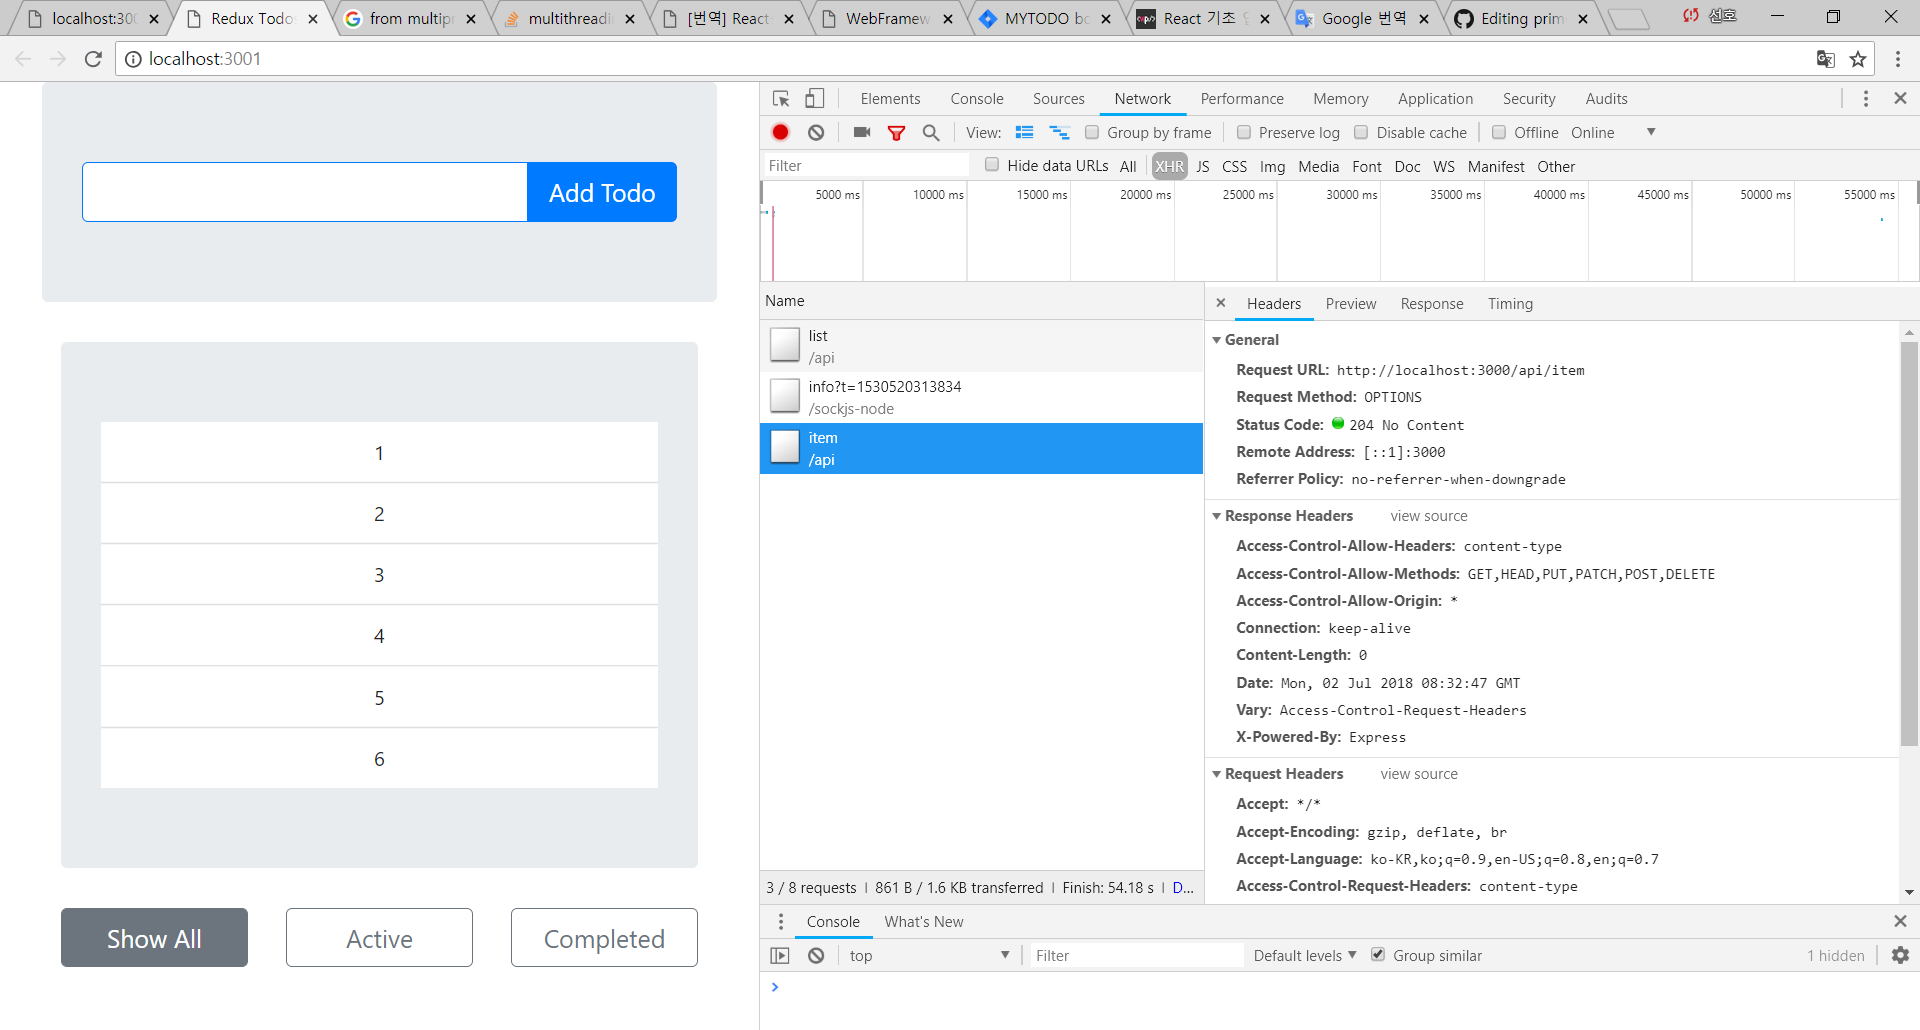 localhost:300
Redux Todo
from multipr
multithreadi
[번역] React
WebFramew
MYTODO bo
React 기초
Google 번역
Editing prim
선호
localhost:3001
Add Todo
1
2
3
4
5
6
Show All
Active
Completed
Elements
Console
Sources
Network
Performance
Memory
Application
Security
Audits
View:
Group by frame
Preserve log
Disable cache
Offline
Online
Filter
Hide data URLs
All
XHR
JS
CSS
Img
Media
Font
Doc
WS
Manifest
Other
5000 ms
10000 ms
15000 ms
20000 ms
25000 ms
30000 ms
35000 ms
40000 ms
45000 ms
50000 ms
55000 ms
Name
list
/api
info?t=1530520313834
/sockjs-node
item
/api
3 / 8 requests | 861 B / 1.6 KB transferred | Finish: 54.18 s | D...
Headers
Preview
Response
Timing
General
Request URL: http://localhost:3000/api/item
Request Method: OPTIONS
Status Code: 204 No Content
Remote Address: [::1]:3000
Referrer Policy: no-referrer-when-downgrade
Response Headers view source
Access-Control-Allow-Headers: content-type
Access-Control-Allow-Methods: GET,HEAD,PUT,PATCH,POST,DELETE
Access-Control-Allow-Origin: *
Connection: keep-alive
Content-Length: 0
Date: Mon, 02 Jul 2018 08:32:47 GMT
Vary: Access-Control-Request-Headers
X-Powered-By: Express
Request Headers view source
Accept: */*
Accept-Encoding: gzip, deflate, br
Accept-Language: ko-KR,ko;q=0.9,en-US;q=0.8,en;q=0.7
Access-Control-Request-Headers: content-type
Console
What's New
top
Filter
Default levels
Group similar
1 hidden